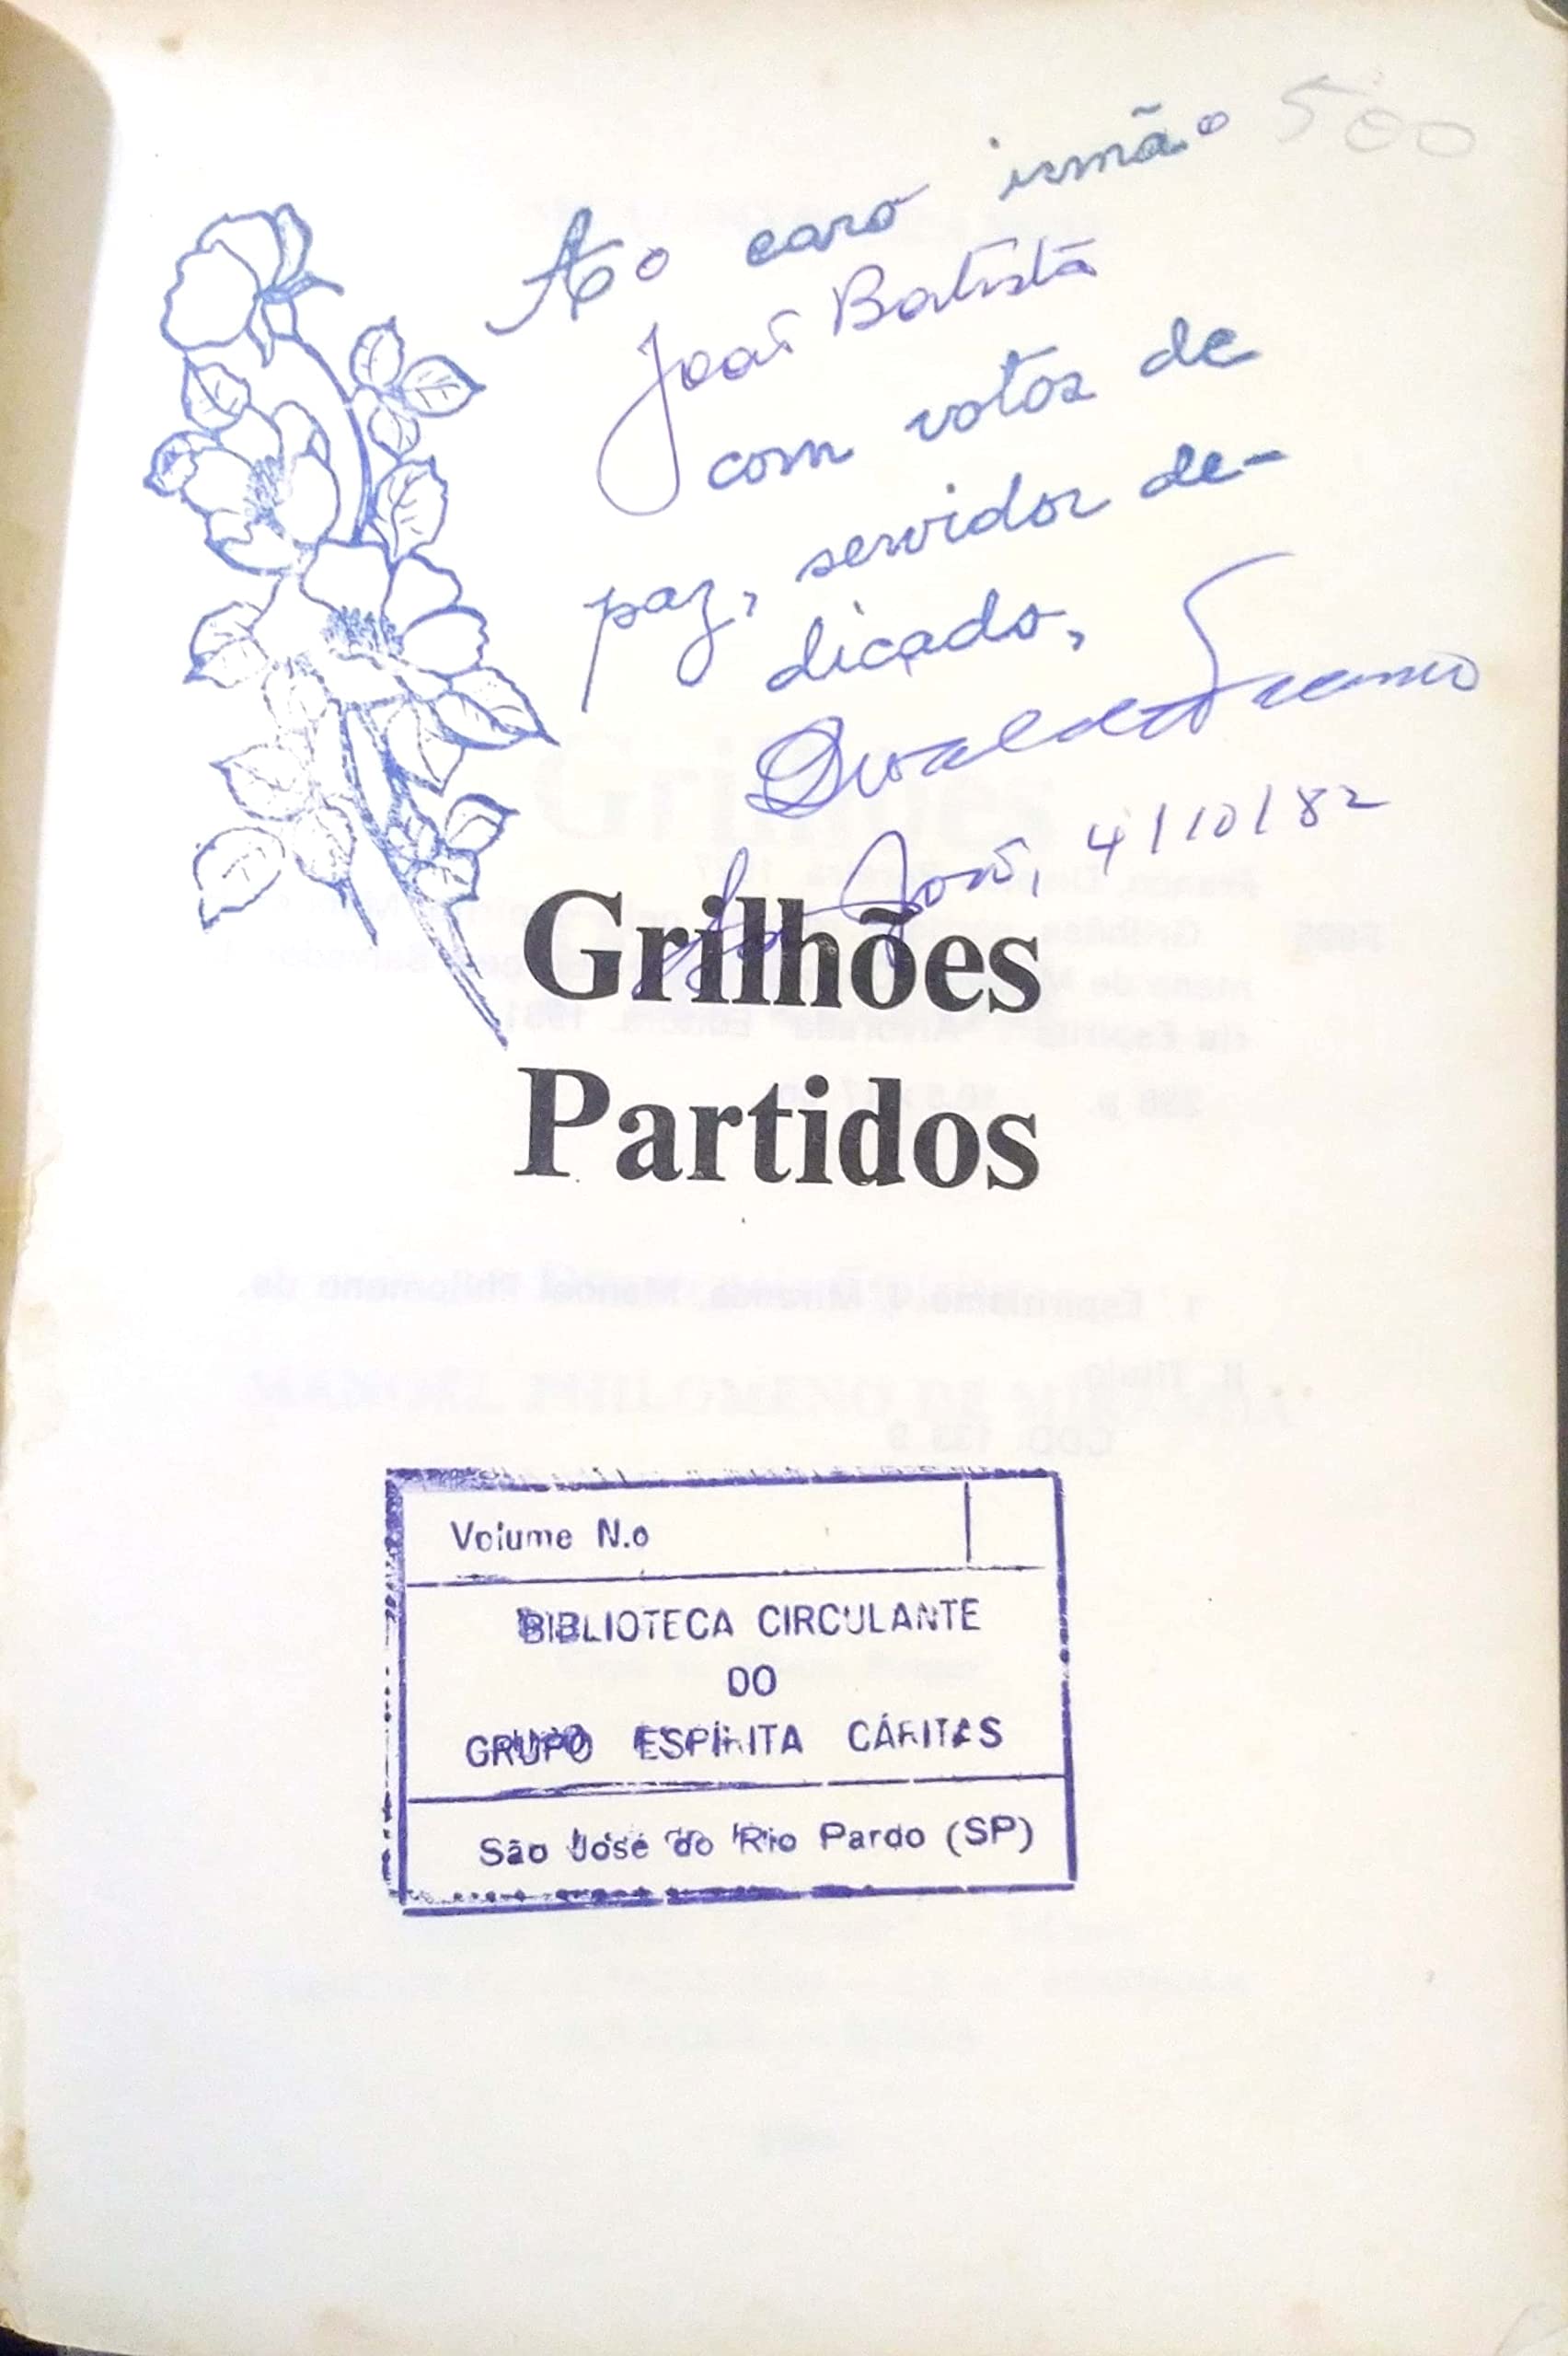 500
Ao caro irmão
João Batista
com votos de
paz, servidor de-
dicado,
Divaldo Franco
4/10/82
Grilhões
Partidos
Volume N.o
BIBLIOTECA CIRCULANTE
DO
GRUPO ESPÍRITA CÁRITAS
São José do Rio Pardo (SP)